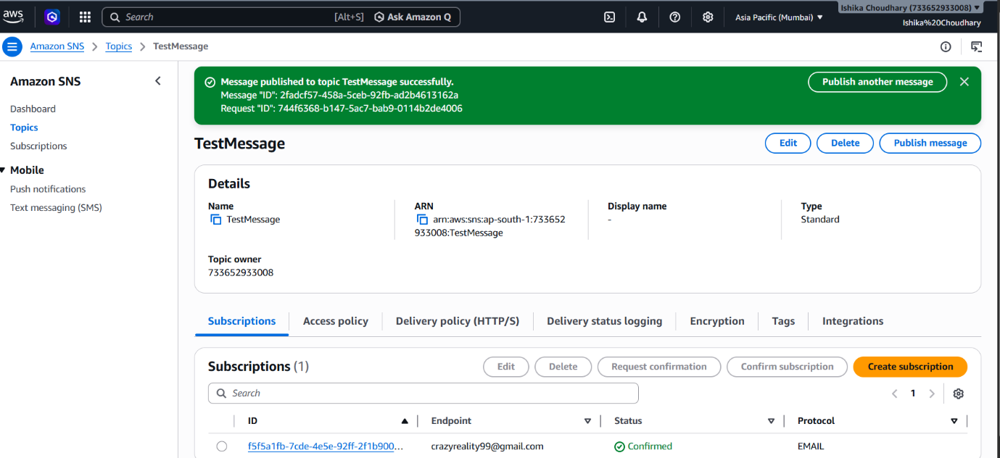 aws
Search [Alt+S] Ask Amazon Q
Asia Pacific (Mumbai) ▼
Ishika Choudhary (733652933008) ▼
Ishika%20Choudhary
Amazon SNS > Topics > TestMessage
Amazon SNS
Dashboard
Topics
Subscriptions
Mobile
Push notifications
Text messaging (SMS)
Message published to topic TestMessage successfully.
Message "ID": 2fadcf57-458a-5ceb-92fb-ad2b4613162a
Request "ID": 744f6368-b147-5ac7-bab9-0114b2de4006
Publish another message
TestMessage
Edit Delete Publish message
Details
Name
TestMessage
ARN
arn:aws:sns:ap-south-1:733652
933008:TestMessage
Display name
-
Type
Standard
Topic owner
733652933008
Subscriptions Access policy Delivery policy (HTTP/S) Delivery status logging Encryption Tags Integrations
Subscriptions (1)
Edit Delete Request confirmation Confirm subscription Create subscription
Search
1
ID Endpoint Status Protocol
f5f5a1fb-7cde-4e5e-92ff-2f1b900... crazyreality99@gmail.com Confirmed EMAIL